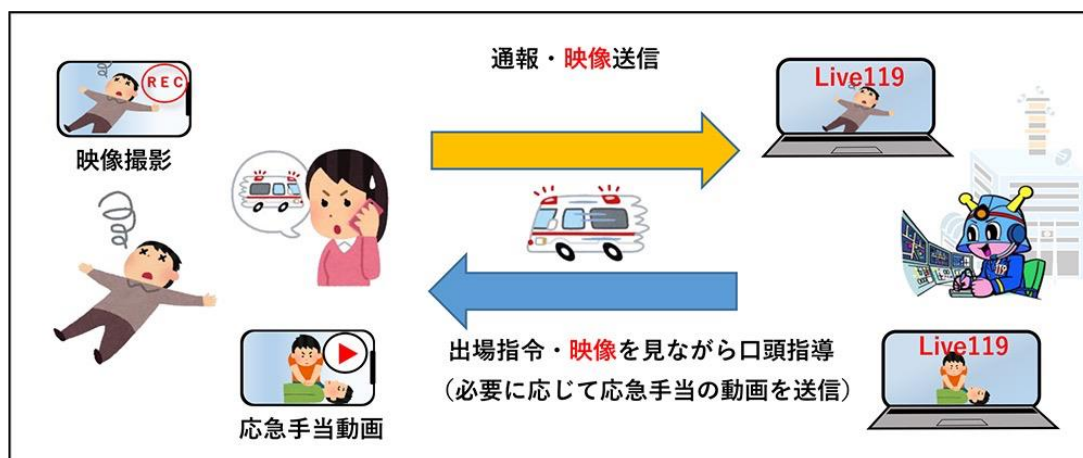 通報・映像送信
REC
Live119
映像撮影
出場指令・映像を見ながら口頭指導
(必要に応じて応急手当の動画を送信)
Live119
応急手当動画